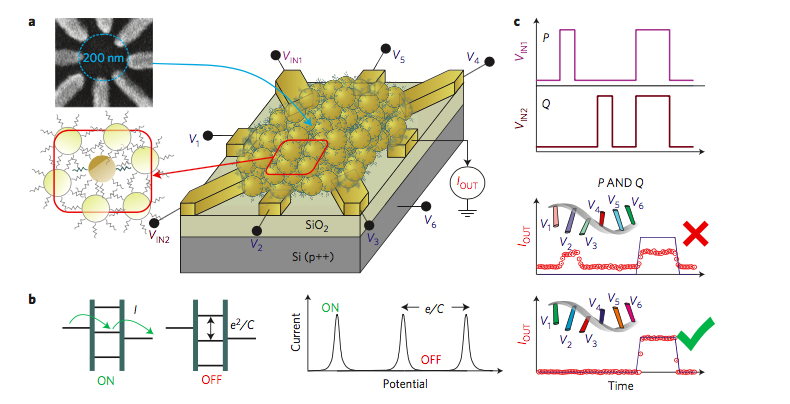 a
200 nm
V_IN1
V_5
V_4
V_1
I_OUT
V_IN2
V_2
V_3
V_6
SiO_2
Si (p++)
b
I
ON
e²/C
OFF
Current
ON
e/C
OFF
Potential
c
V_IN1
P
V_IN2
Q
P AND Q
I_OUT
V_1 V_2 V_3 V_4 V_5 V_6
I_OUT
V_1 V_2 V_3 V_4 V_5 V_6
Time